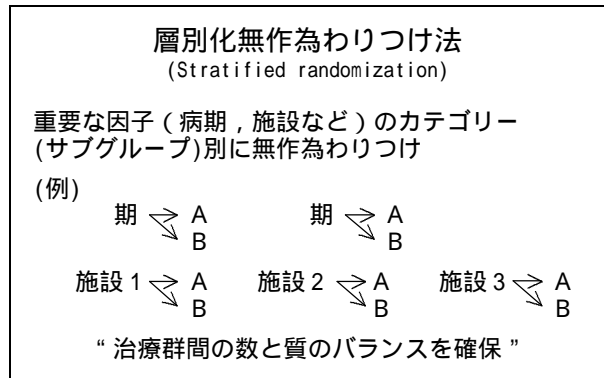 層別化無作為わりつけ法
(Stratified randomization)
重要な因子（病期，施設など）のカテゴリー
(サブグループ)別に無作為わりつけ
(例)
期 A 期 A
B B
施設1 A 施設2 A 施設3 A
B B B
“治療群間の数と質のバランスを確保”